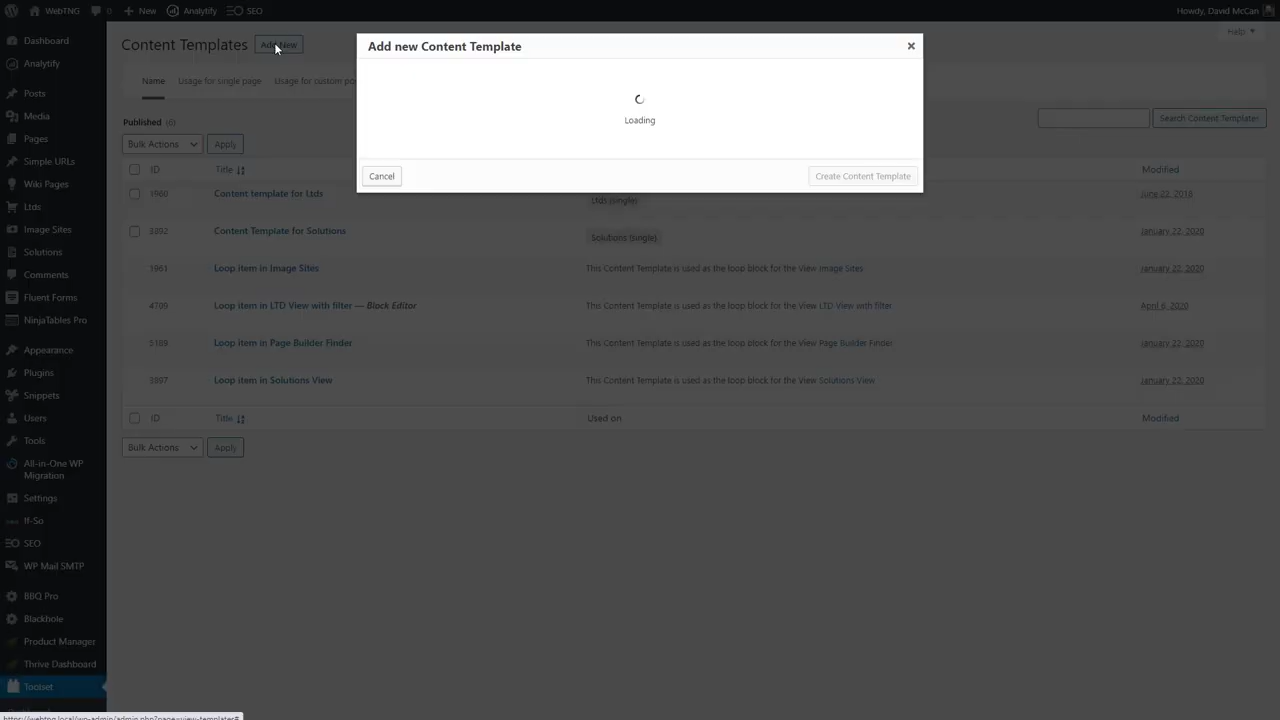 WebTNG
0
New
Analytify
SEO
Howdy, David McCan
Dashboard
Analytify
Posts
Media
Pages
Simple URLs
Wiki Pages
Ltds
Image Sites
Solutions
Comments
Fluent Forms
NinjaTables Pro
Appearance
Plugins
Snippets
Users
Tools
All-in-One WP
Migration
Settings
If-So
SEO
WP Mail SMTP
BBQ Pro
Blackhole
Product Manager
Thrive Dashboard
Toolset
Content Templates
Add New
Help
Name
Usage for single page
Usage for custom po
Published (6)
Search Content Templates
Bulk Actions
Apply
Add new Content Template
Loading
Cancel
Create Content Template
ID Title Modified
1960 Content template for Ltds Ltds (single) June 22, 2018
3892 Content Template for Solutions Solutions (single) January 22, 2020
1961 Loop item in Image Sites This Content Template is used as the loop block for the View Image Sites January 22, 2020
4799 Loop item in LTD View with filter — Block Editor This Content Template is used as the loop block for the View LTD View with filter April 6, 2020
5189 Loop item in Page Builder Finder This Content Template is used as the loop block for the View Page Builder Finder January 22, 2020
3897 Loop item in Solutions View This Content Template is used as the loop block for the View Solutions View January 22, 2020
ID Title Used on Modified
Bulk Actions
Apply